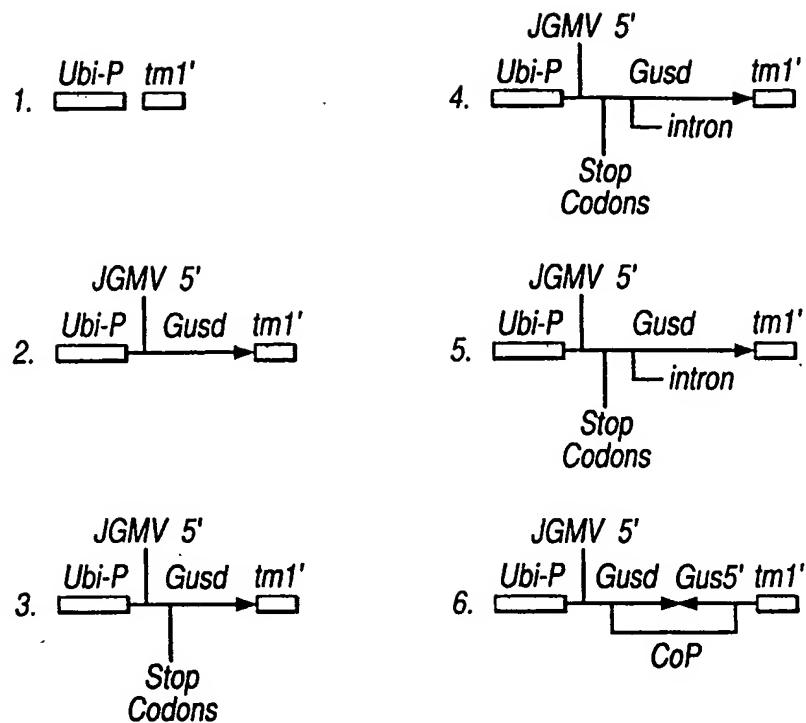 1. Ubi-P tm1'
JGMV 5'
2. Ubi-P Gusd tm1'
JGMV 5'
3. Ubi-P Gusd tm1'
Stop
Codons
JGMV 5'
4. Ubi-P Gusd tm1'
intron
Stop
Codons
JGMV 5'
5. Ubi-P Gusd tm1'
intron
Stop
Codons
JGMV 5'
6. Ubi-P Gusd Gus5' tm1'
CoP